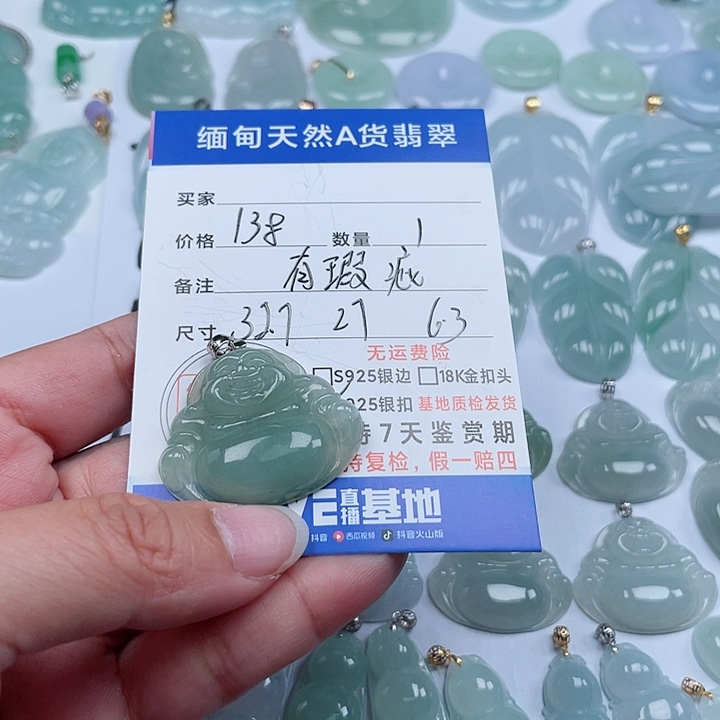 缅甸天然A货翡翠
买家
价格 138 数量 1
备注 有瑕疵
尺寸 32.7 27 6.3
无运费险
S925银边 18K金扣头
925银扣 基地质检发货
持7天鉴赏期
持复检,假一赔四
直播基地
抖音 西瓜视频 抖音火山版